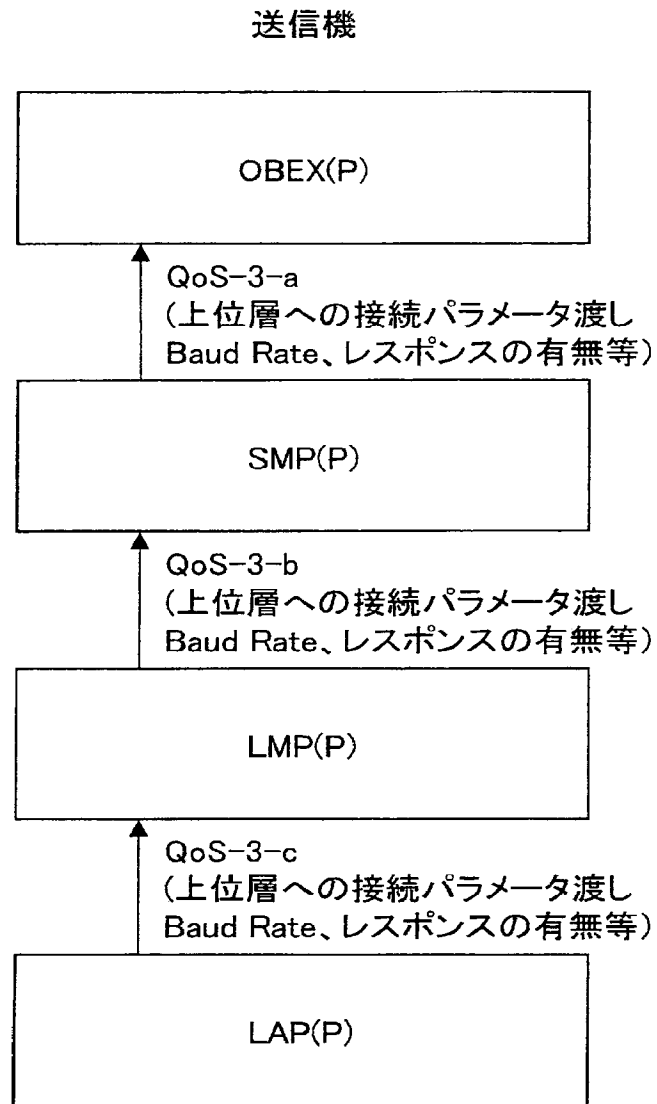 送信機
OBEX(P)
QoS-3-a
(上位層への接続パラメータ渡し
Baud Rate、レスポンスの有無等)
SMP(P)
QoS-3-b
(上位層への接続パラメータ渡し
Baud Rate、レスポンスの有無等)
LMP(P)
QoS-3-c
(上位層への接続パラメータ渡し
Baud Rate、レスポンスの有無等)
LAP(P)